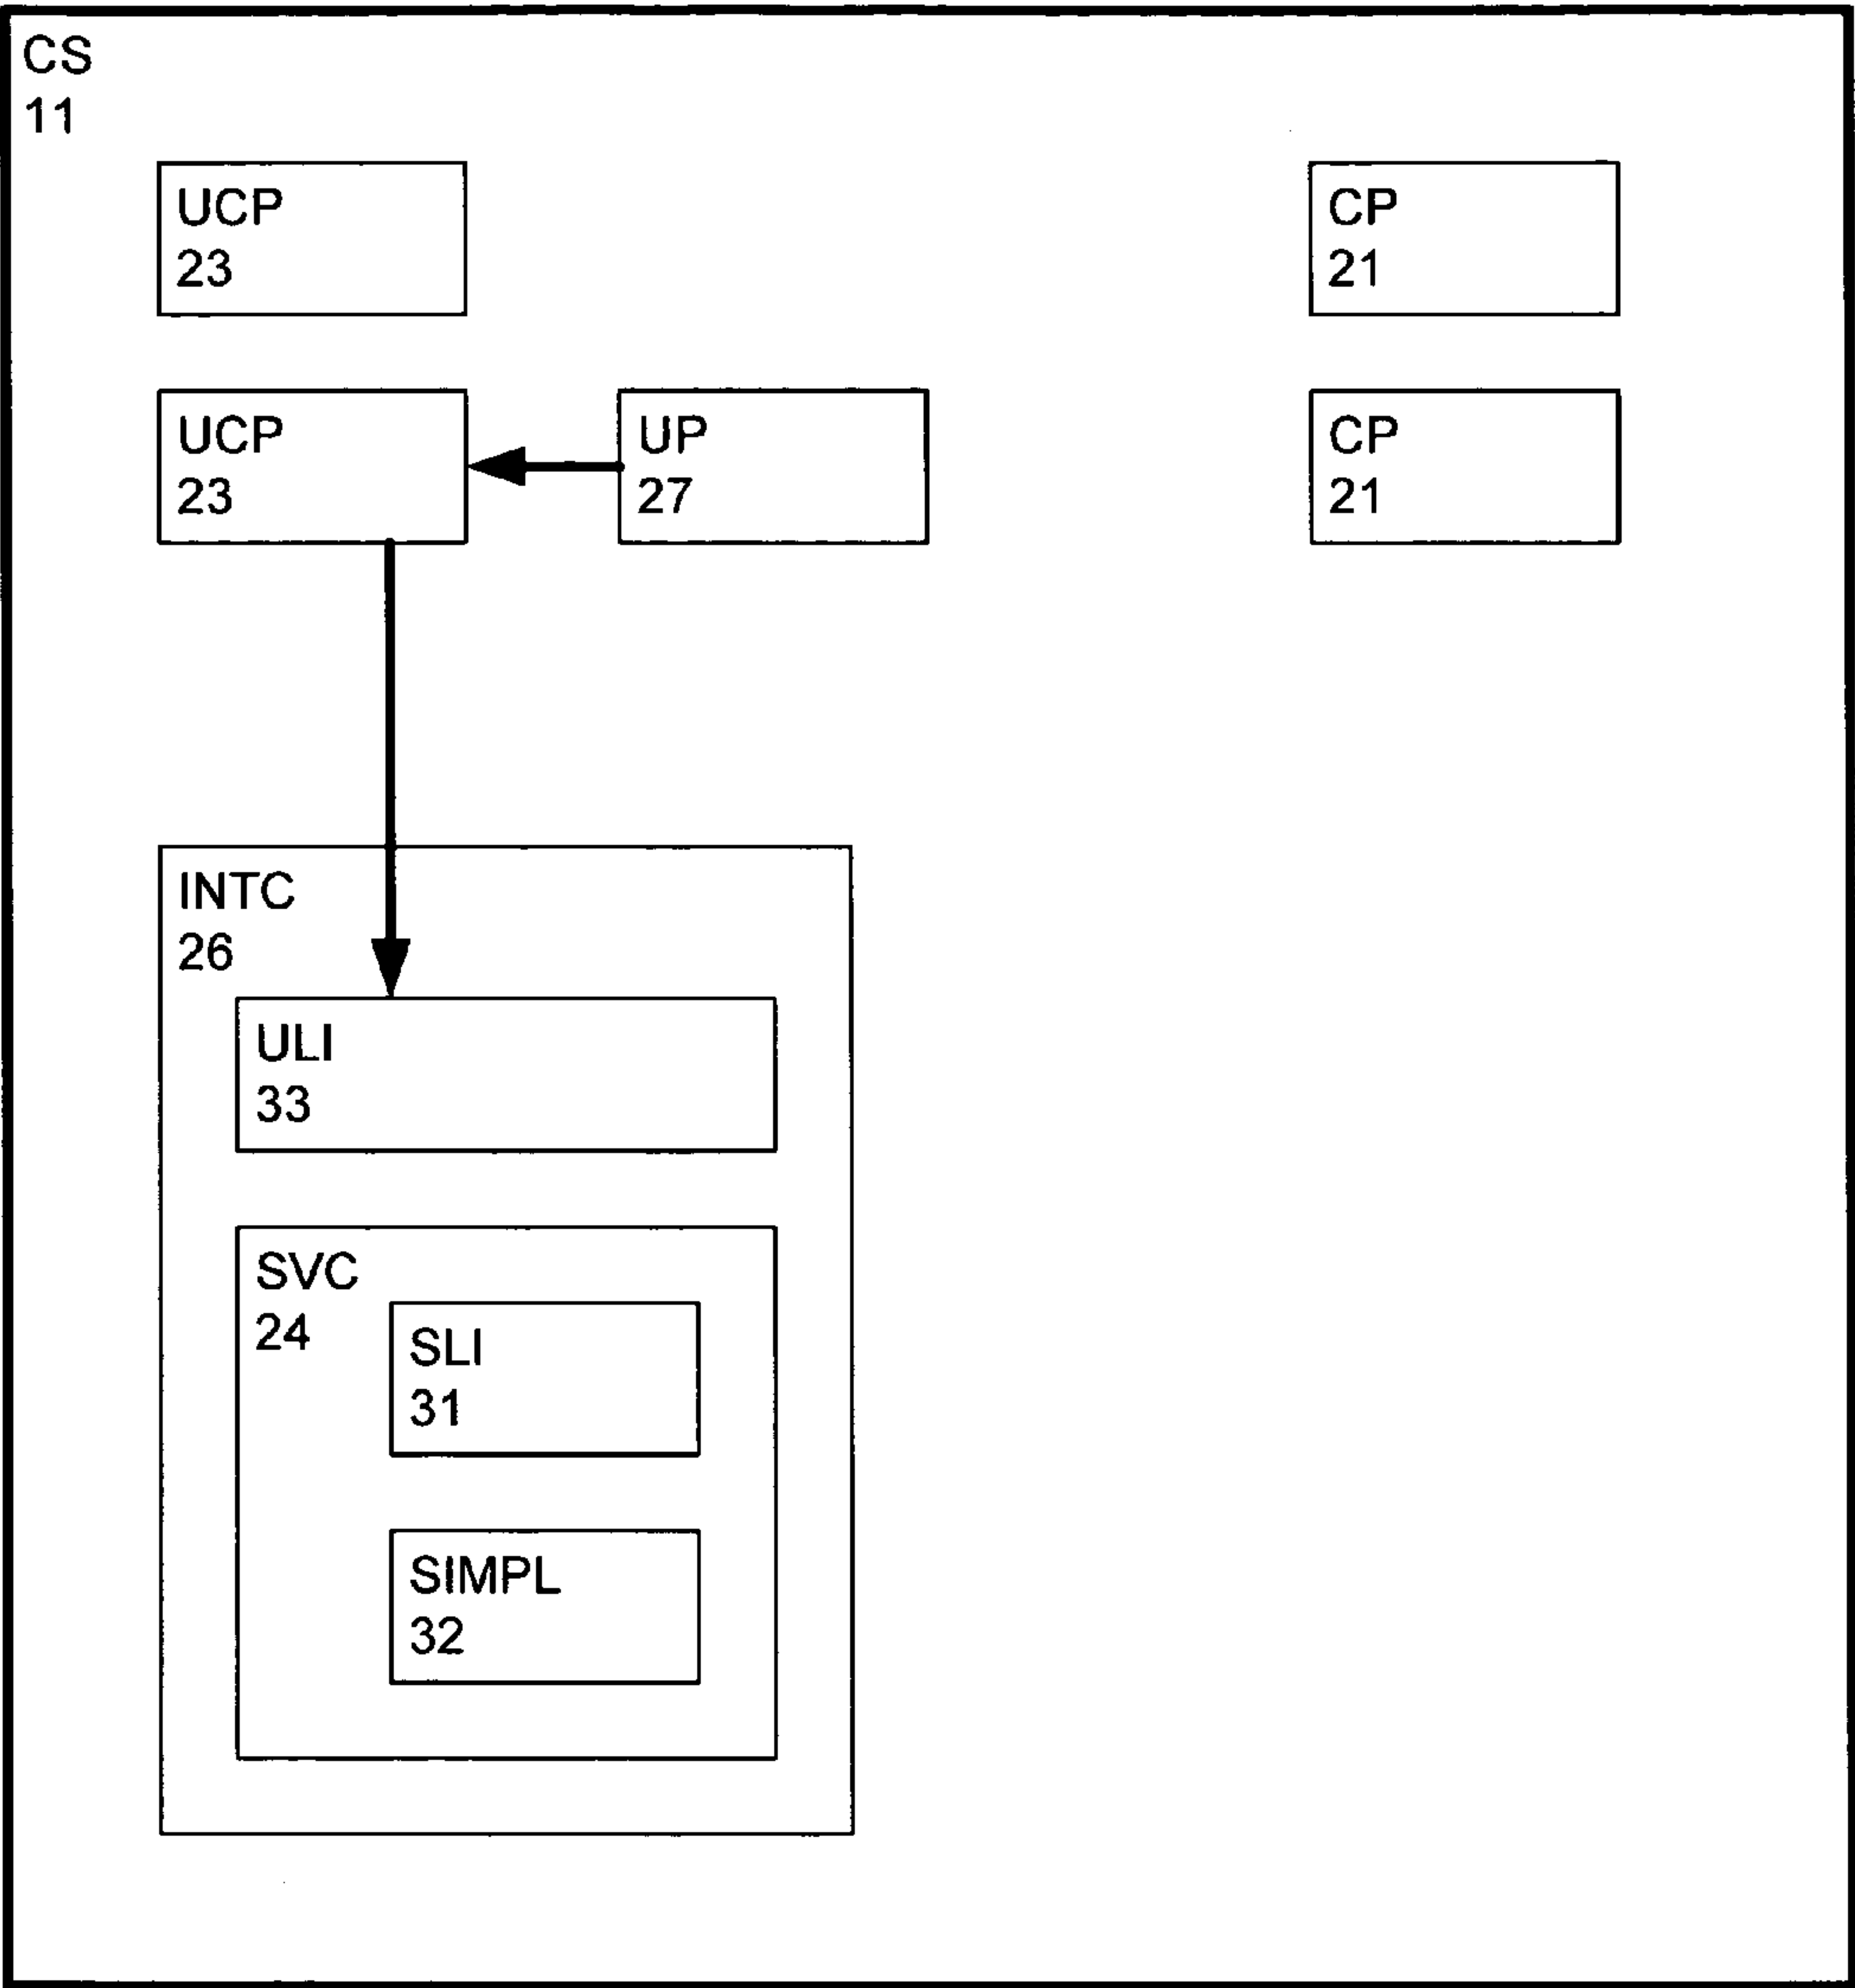 CS
11
UCP
23
CP
21
UCP
23
UP
27
CP
21
INTC
26
ULI
33
SVC
24
SLI
31
SIMPL
32